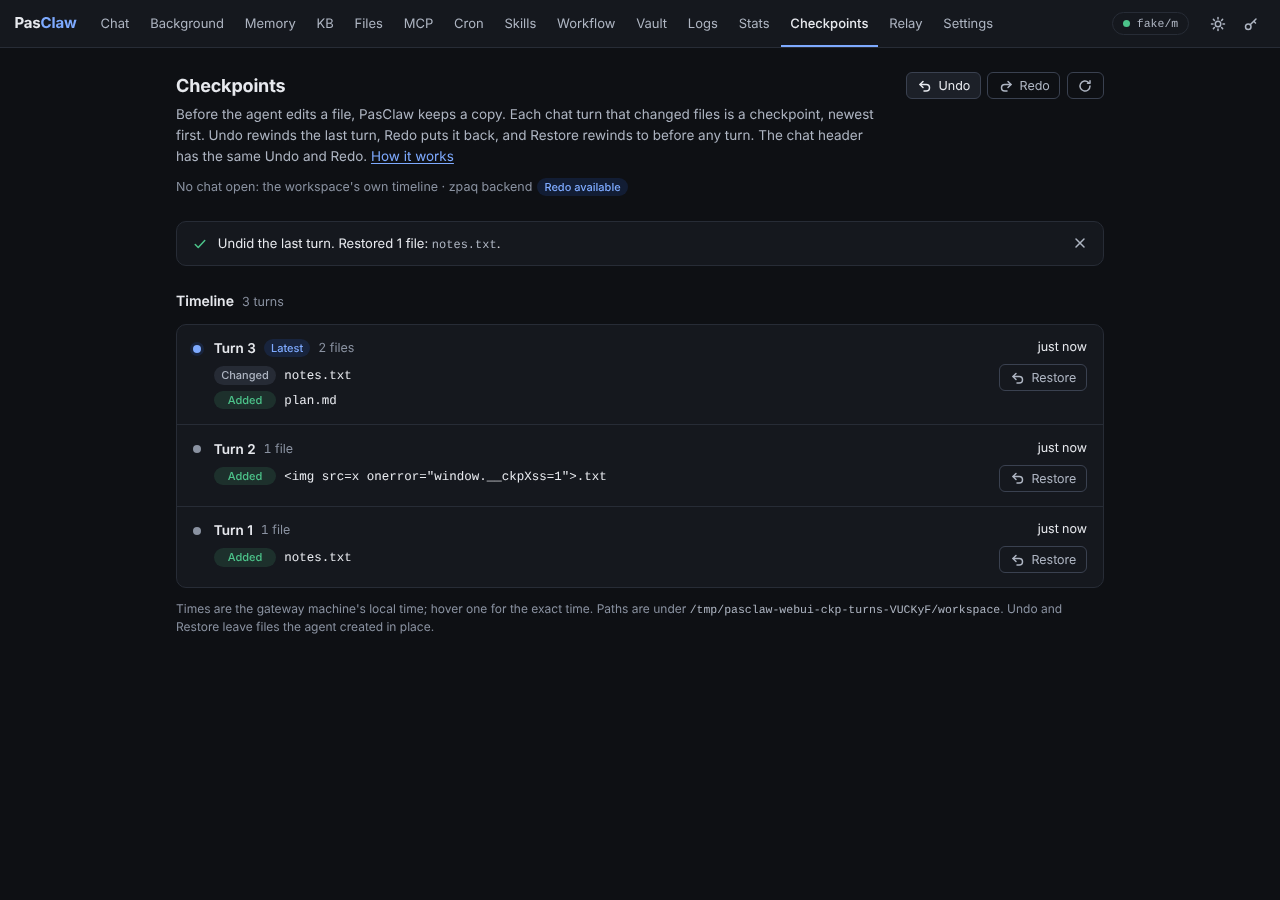 PasClaw Chat Background Memory KB Files MCP Cron Skills Workflow Vault Logs Stats Checkpoints Relay Settings fake/m
Checkpoints
Undo Redo
Before the agent edits a file, PasClaw keeps a copy. Each chat turn that changed files is a checkpoint, newest
first. Undo rewinds the last turn, Redo puts it back, and Restore rewinds to before any turn. The chat header
has the same Undo and Redo. How it works
No chat open: the workspace's own timeline · zpaq backend Redo available
Undid the last turn. Restored 1 file: notes.txt.
Timeline 3 turns
Turn 3 Latest 2 files just now
Changed notes.txt Restore
Added plan.md
Turn 2 1 file just now
Added <img src=x onerror="window.__ckpXss=1">.txt Restore
Turn 1 1 file just now
Added notes.txt Restore
Times are the gateway machine's local time; hover one for the exact time. Paths are under /tmp/pasclaw-webui-ckp-turns-VUCKyF/workspace. Undo and
Restore leave files the agent created in place.